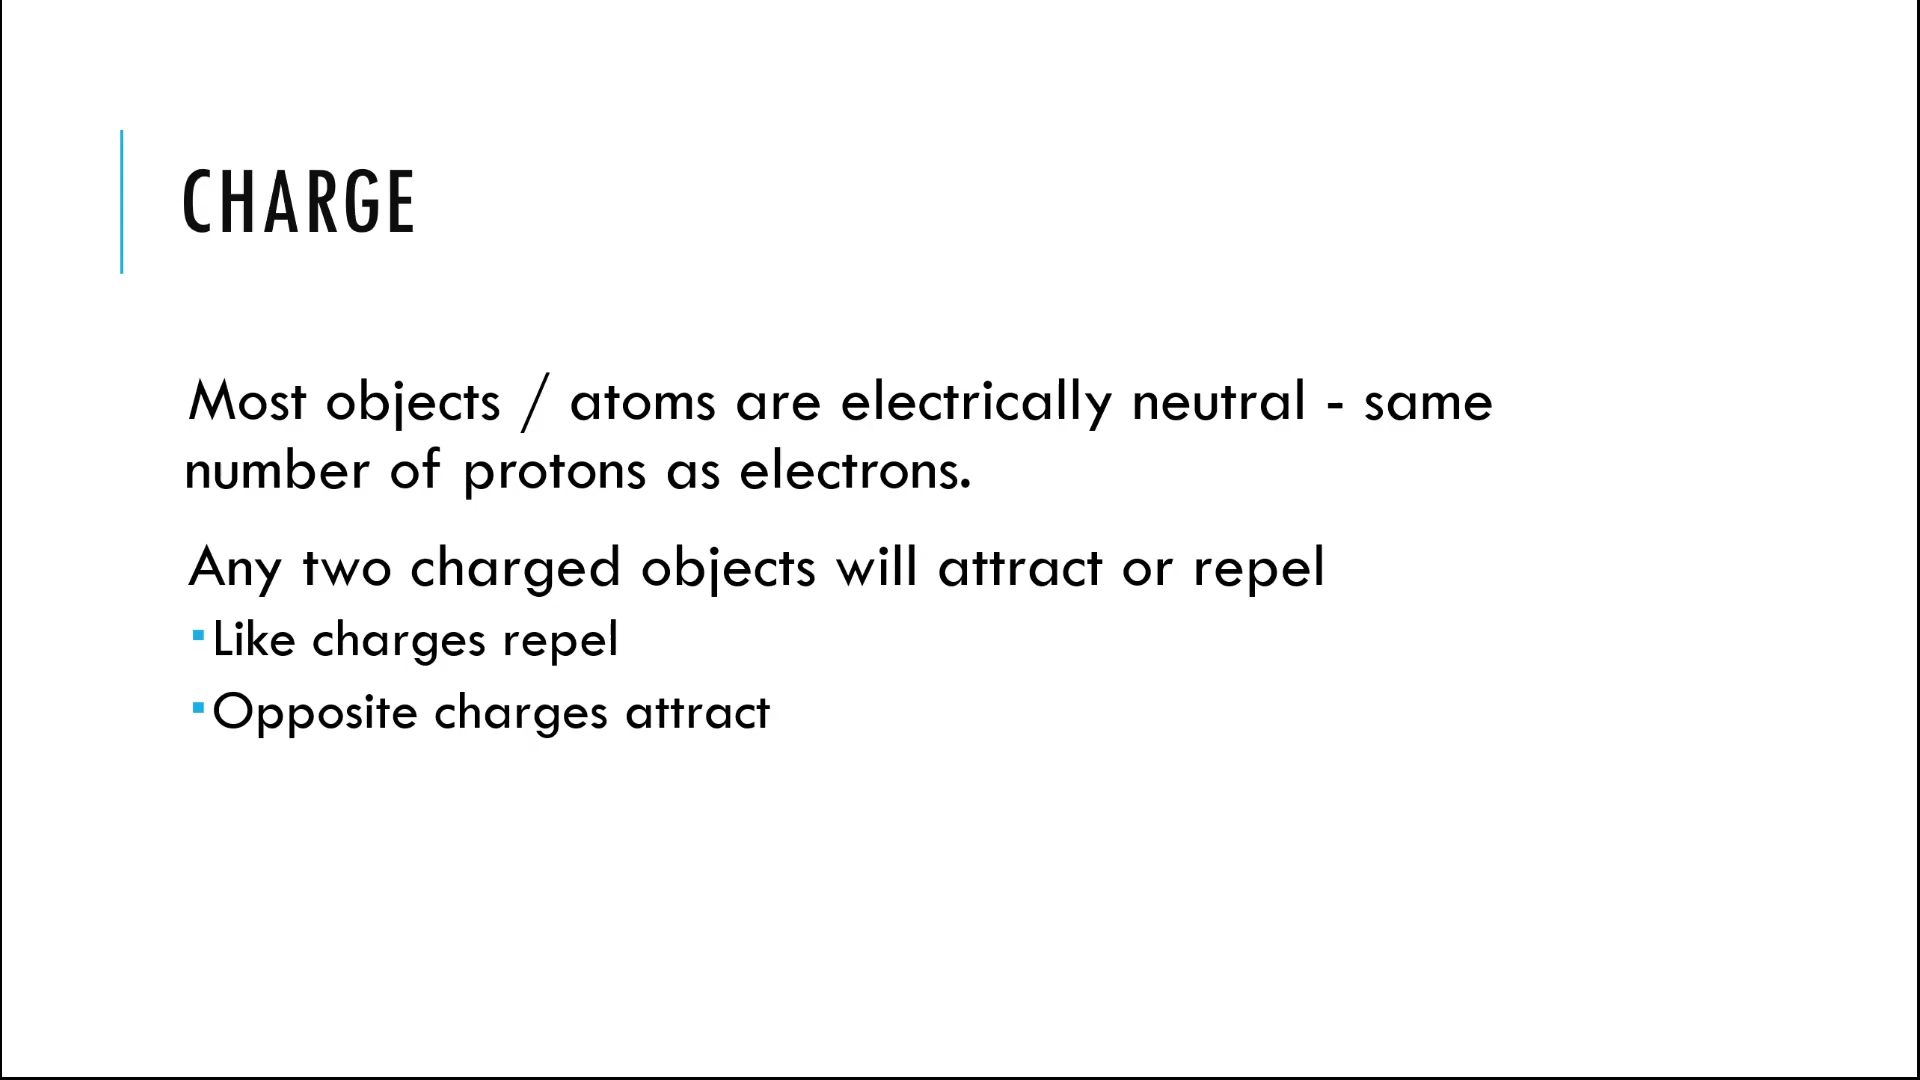 CHARGE
Most objects / atoms are electrically neutral - same
number of protons as electrons.
Any two charged objects will attract or repel
▪Like charges repel
▪Opposite charges attract